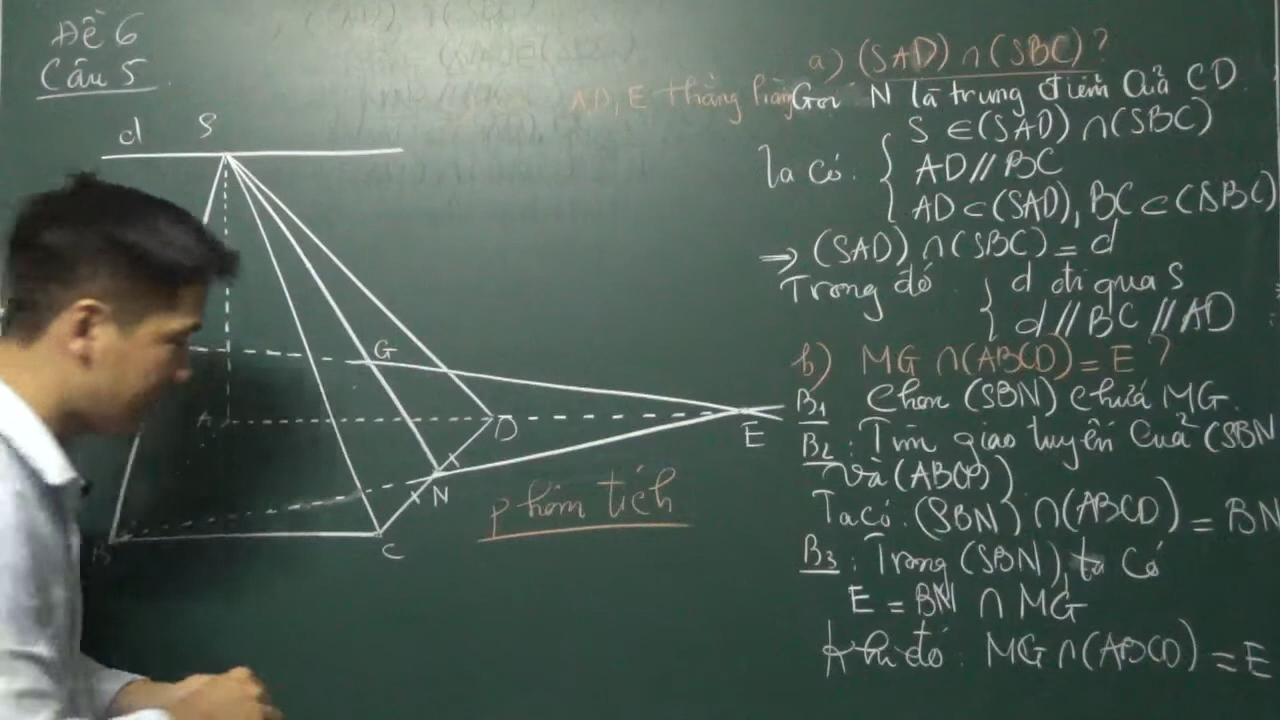 Đề 6
Câu 5
d S
G
A D
E
N
B C
phân tích
a) (SAD) ∩ (SBC) ?
A, D, E thẳng hàng
Gọi N là trung điểm của CD
S ∈ (SAD) ∩ (SBC)
Ta có: AD // BC
AD ⊂ (SAD), BC ⊂ (SBC)
⇒ (SAD) ∩ (SBC) = d
Trong đó d đi qua S
d // BC // AD
b) MG ∩ (ABCD) = E ?
B1 Chọn (SBN) chứa MG.
B2: Tìm giao tuyến của (SBN
và (ABCD)
Ta có: (SBN) ∩ (ABCD) = BN
B3: Trong (SBN), ta có
E = BN ∩ MG
Khi đó: MG ∩ (ABCD) = E